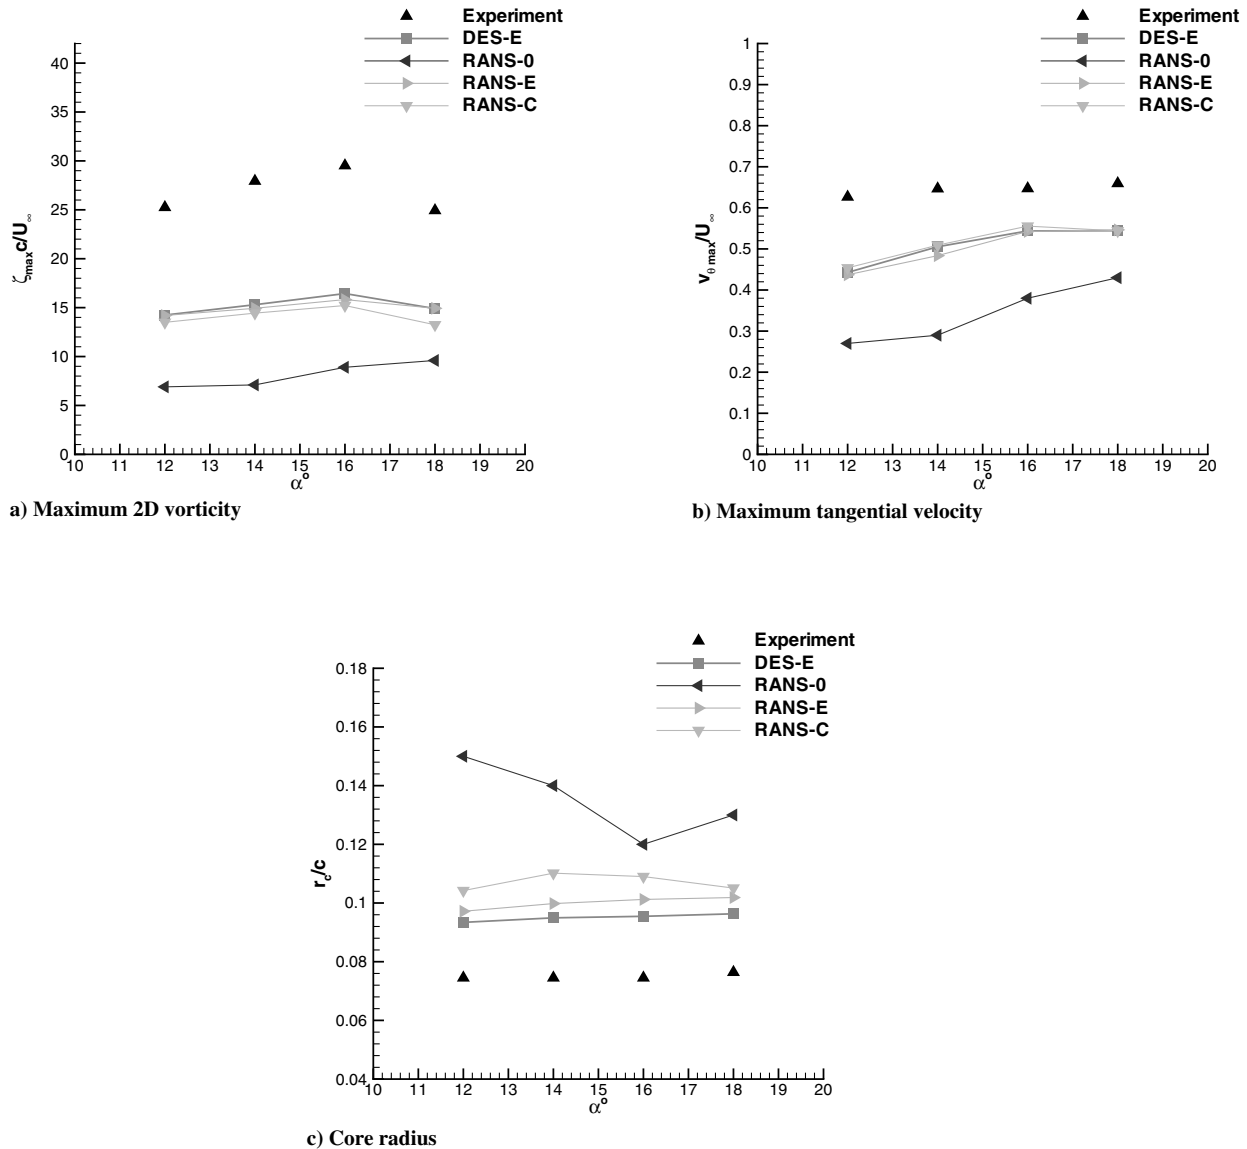 Experiment
DES-E
RANS-0
RANS-E
RANS-C
40
35
30
25
20
15
10
5
0
ζmax c/U∞
10 11 12 13 14 15 16 17 18 19 20
α°
a) Maximum 2D vorticity
Experiment
DES-E
RANS-0
RANS-E
RANS-C
1
0.9
0.8
0.7
0.6
0.5
0.4
0.3
0.2
0.1
0
vθ max/U∞
10 11 12 13 14 15 16 17 18 19 20
α°
b) Maximum tangential velocity
Experiment
DES-E
RANS-0
RANS-E
RANS-C
0.18
0.16
0.14
0.12
0.1
0.08
0.06
0.04
rc/c
10 11 12 13 14 15 16 17 18 19 20
α°
c) Core radius